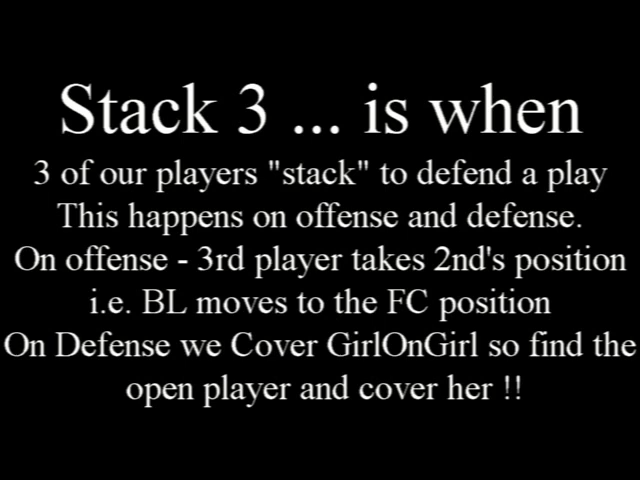 Stack 3 ... is when
3 of our players "stack" to defend a play
This happens on offense and defense.
On offense - 3rd player takes 2nd's position
i.e. BL moves to the FC position
On Defense we Cover GirlOnGirl so find the
open player and cover her !!